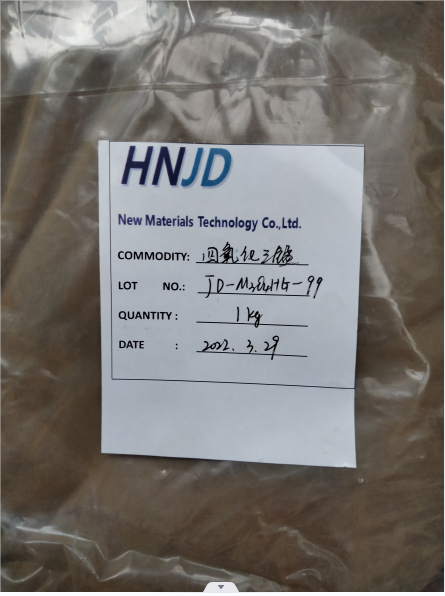 HNJD
New Materials Technology Co.,Ltd.
COMMODITY: 四氧化三锰
LOT NO.: JD-M3O4HG-99
QUANTITY: 1kg
DATE : 2022. 3. 29